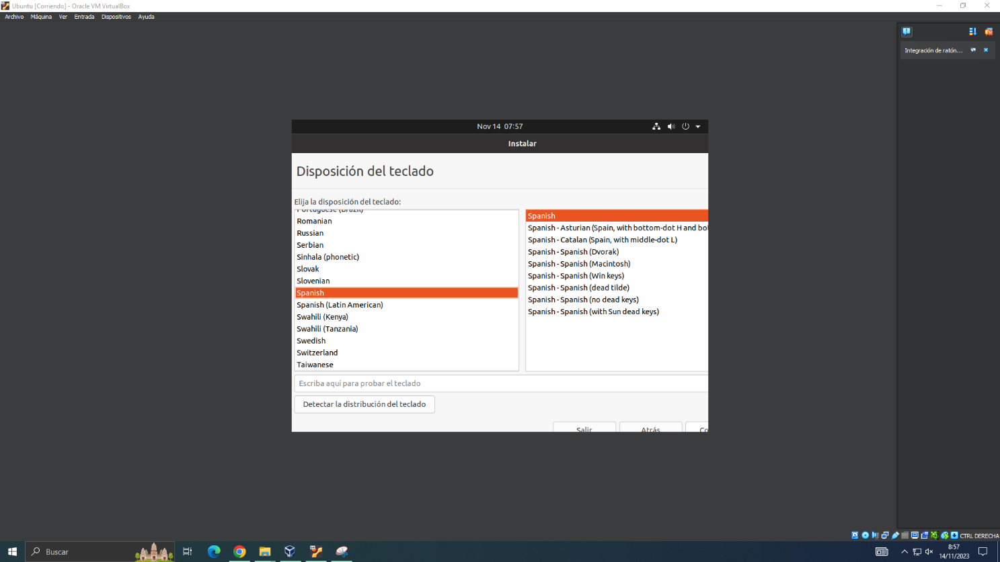 Ubuntu [Corriendo] - Oracle VM VirtualBox
Archivo Máquina Ver Entrada Dispositivos Ayuda
Integración de ratón...
Nov 14 07:57
Instalar
Disposición del teclado
Elija la disposición del teclado:
Portuguese (Brazil)
Romanian
Russian
Serbian
Sinhala (phonetic)
Slovak
Slovenian
Spanish
Spanish (Latin American)
Swahili (Kenya)
Swahili (Tanzania)
Swedish
Switzerland
Taiwanese
Spanish
Spanish - Asturian (Spain, with bottom-dot H and bot
Spanish - Catalan (Spain, with middle-dot L)
Spanish - Spanish (Dvorak)
Spanish - Spanish (Macintosh)
Spanish - Spanish (Win keys)
Spanish - Spanish (dead tilde)
Spanish - Spanish (no dead keys)
Spanish - Spanish (with Sun dead keys)
Escriba aquí para probar el teclado
Detectar la distribución del teclado
Salir Atrás Co
CTRL DERECHA
Buscar
8:57
14/11/2023